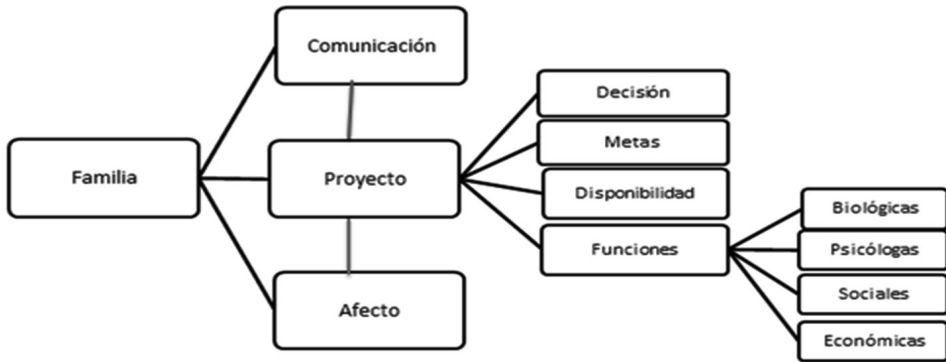 Familia
Comunicación
Proyecto
Afecto
Decisión
Metas
Disponibilidad
Funciones
Biológicas
Psicólogas
Sociales
Económicas